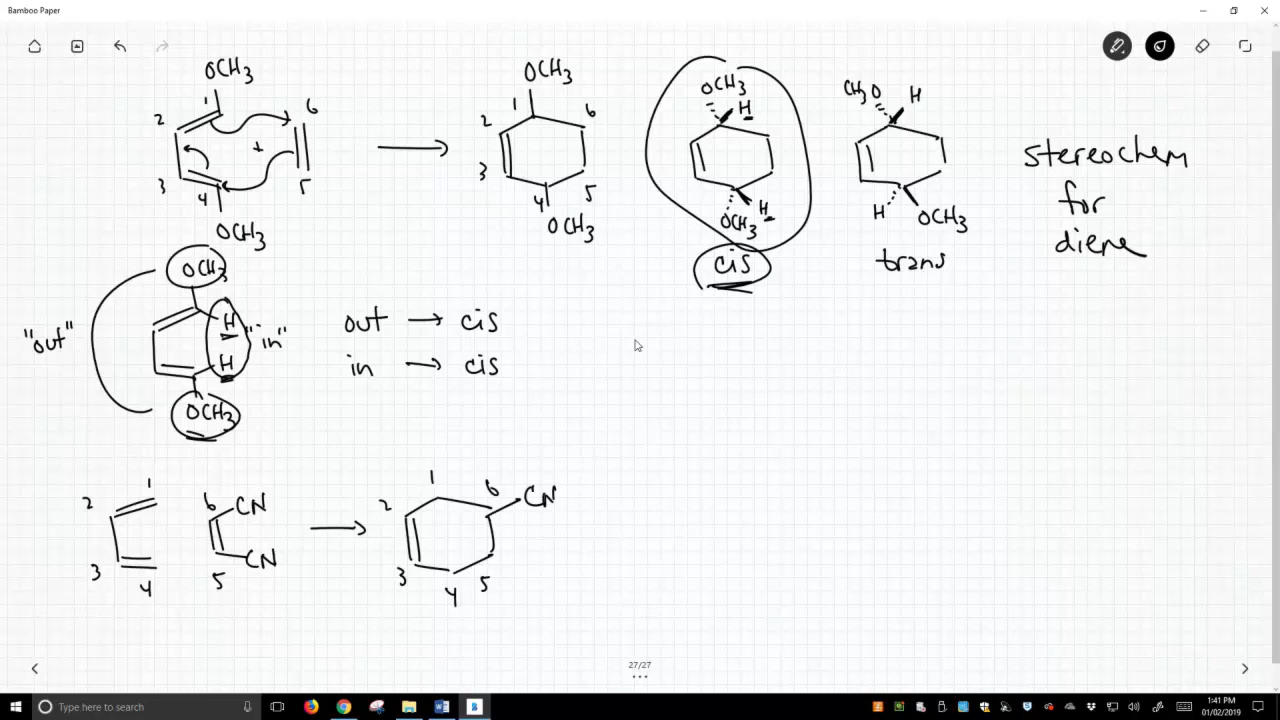 Bamboo Paper
OCH3
1
2
3
4
+
6
5
OCH3
OCH3
1
2
3
4
6
5
OCH3
OCH3
H
OCH3
H
cis
CH3O
H
H
OCH3
trans
stereochem
for
diene
OCH3
"out"
H
H
"in"
OCH3
out → cis
in → cis
1
2
3
4
6
CN
CN
5
1
2
3
4
5
6
CN
27/27
Type here to search
1:41 PM
01/02/2019